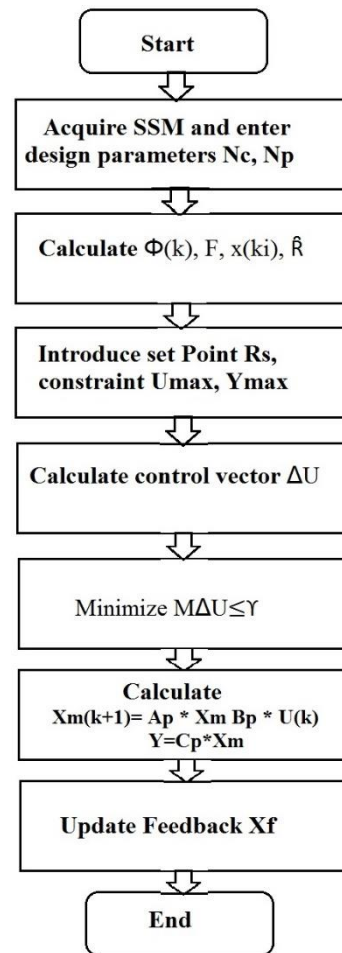 Start
Acquire SSM and enter
design parameters Nc, Np
Calculate Φ(k), F, x(ki), R̂
Introduce set Point Rs,
constraint Umax, Ymax
Calculate control vector ΔU
Minimize MΔU≤ϒ
Calculate
Xm(k+1)= Ap * Xm Bp * U(k)
Y=Cp*Xm
Update Feedback Xf
End